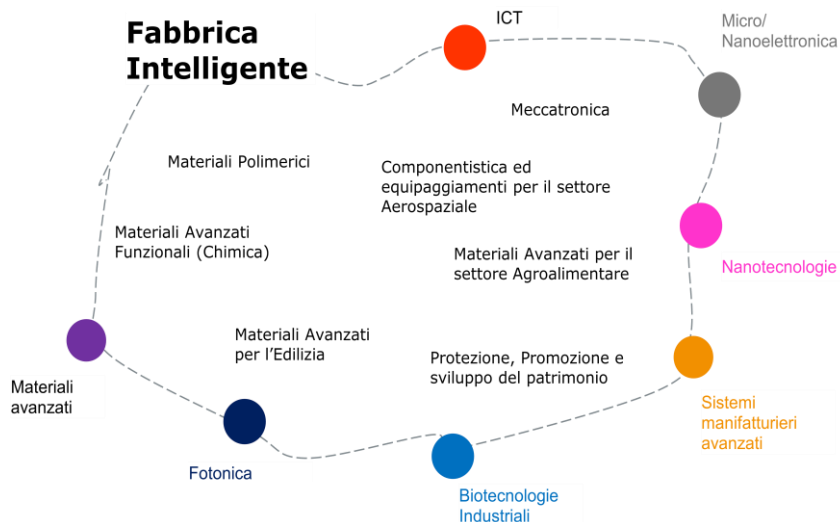 Fabbrica
Intelligente
ICT
Micro/
Nanoelettronica
Meccatronica
Materiali Polimerici
Componentistica ed
equipaggiamenti per il settore
Aerospaziale
Materiali Avanzati
Funzionali (Chimica)
Materiali Avanzati per il
settore Agroalimentare
Nanotecnologie
Materiali Avanzati
per l'Edilizia
Protezione, Promozione e
sviluppo del patrimonio
Materiali
avanzati
Sistemi
manifatturieri
avanzati
Fotonica
Biotecnologie
Industriali